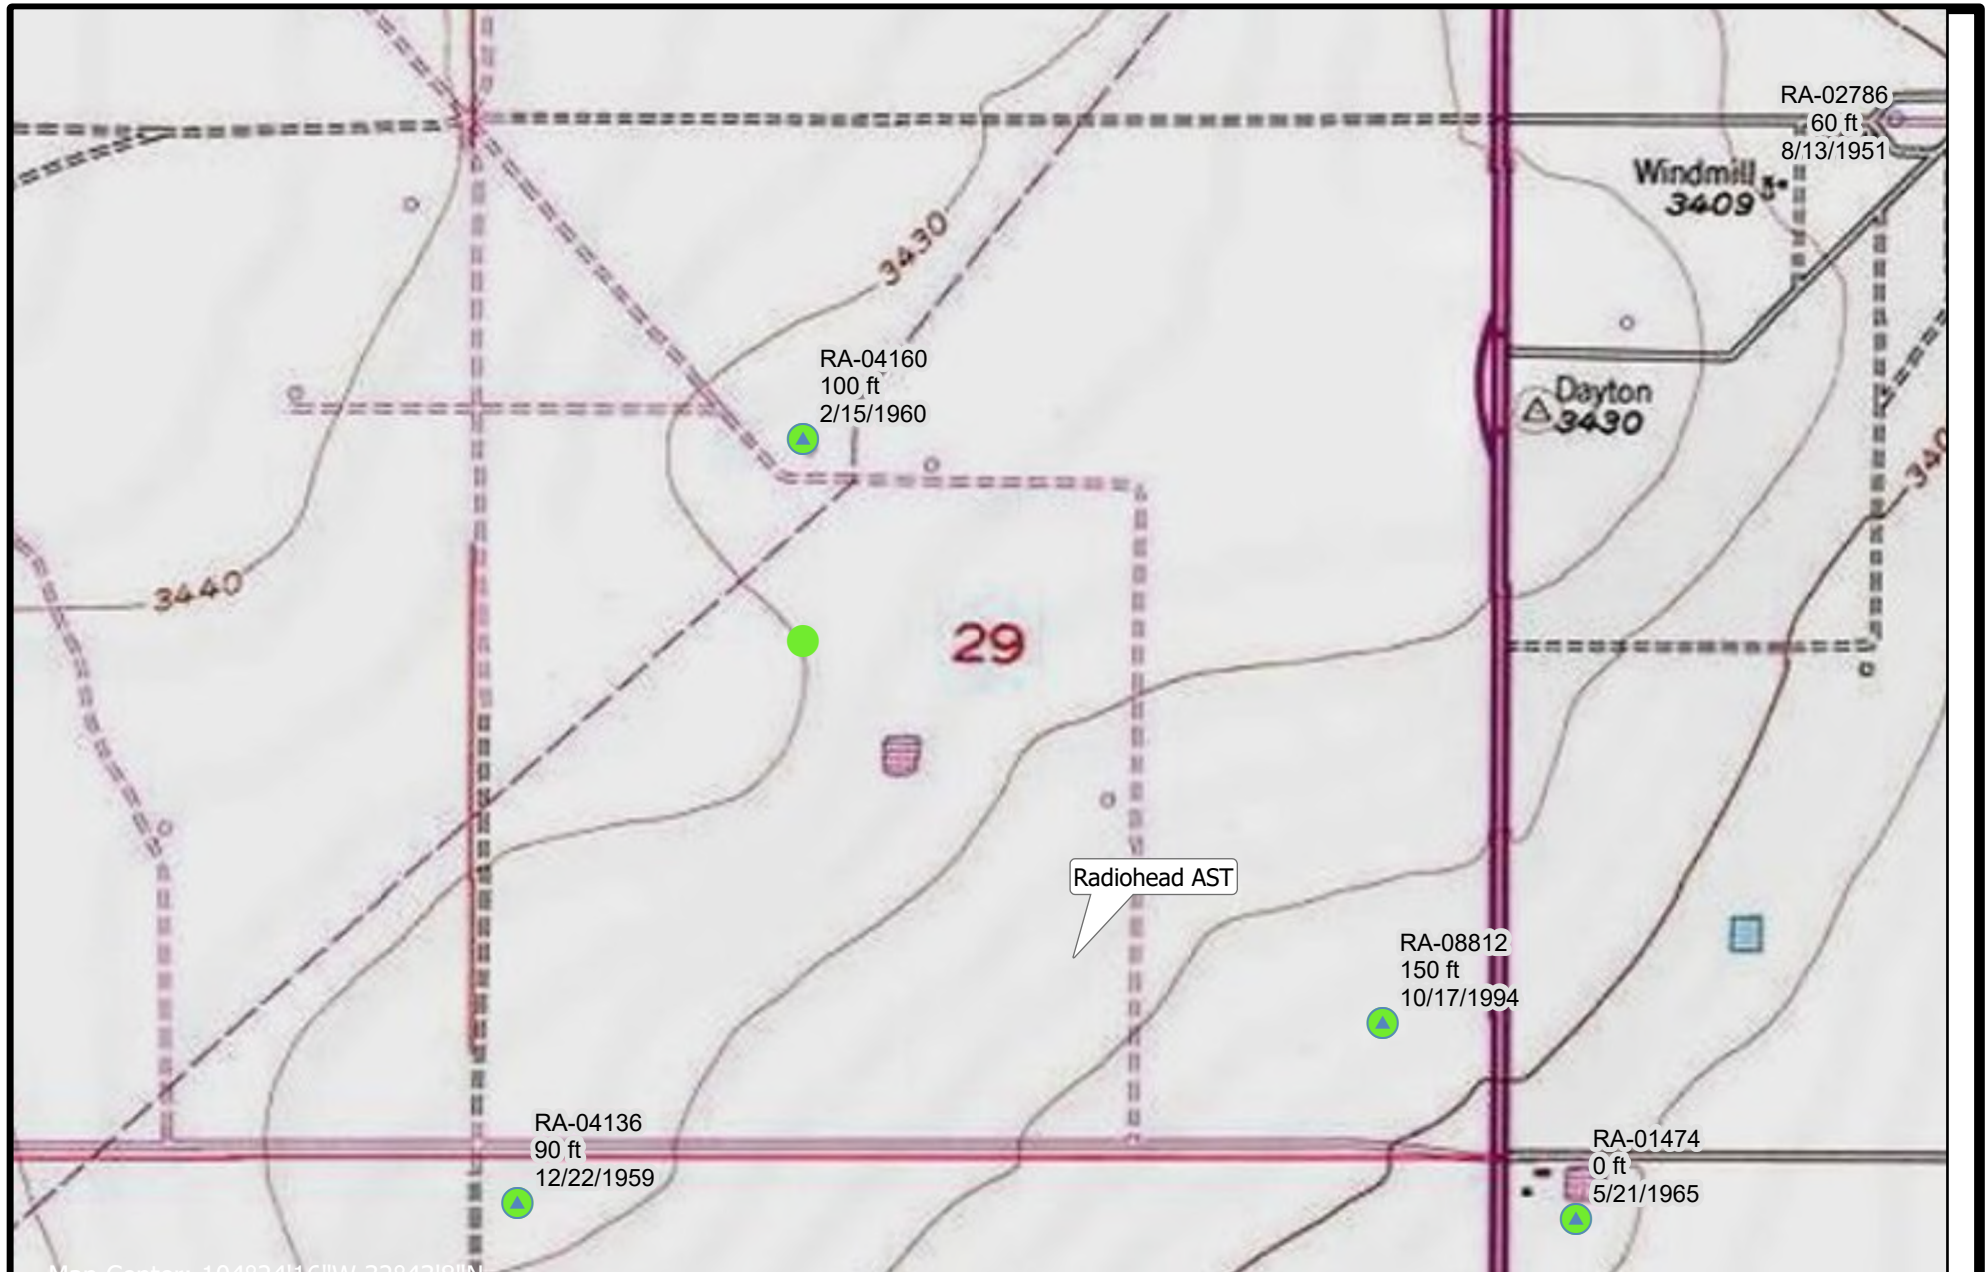 RA-02786
60 ft
8/13/1951
Windmill
3409
3430
RA-04160
100 ft
2/15/1960
Dayton
3430
340
3440
29
Radiohead AST
RA-08812
150 ft
10/17/1994
RA-04136
90 ft
12/22/1959
RA-01474
0 ft
5/21/1965
Map Center: